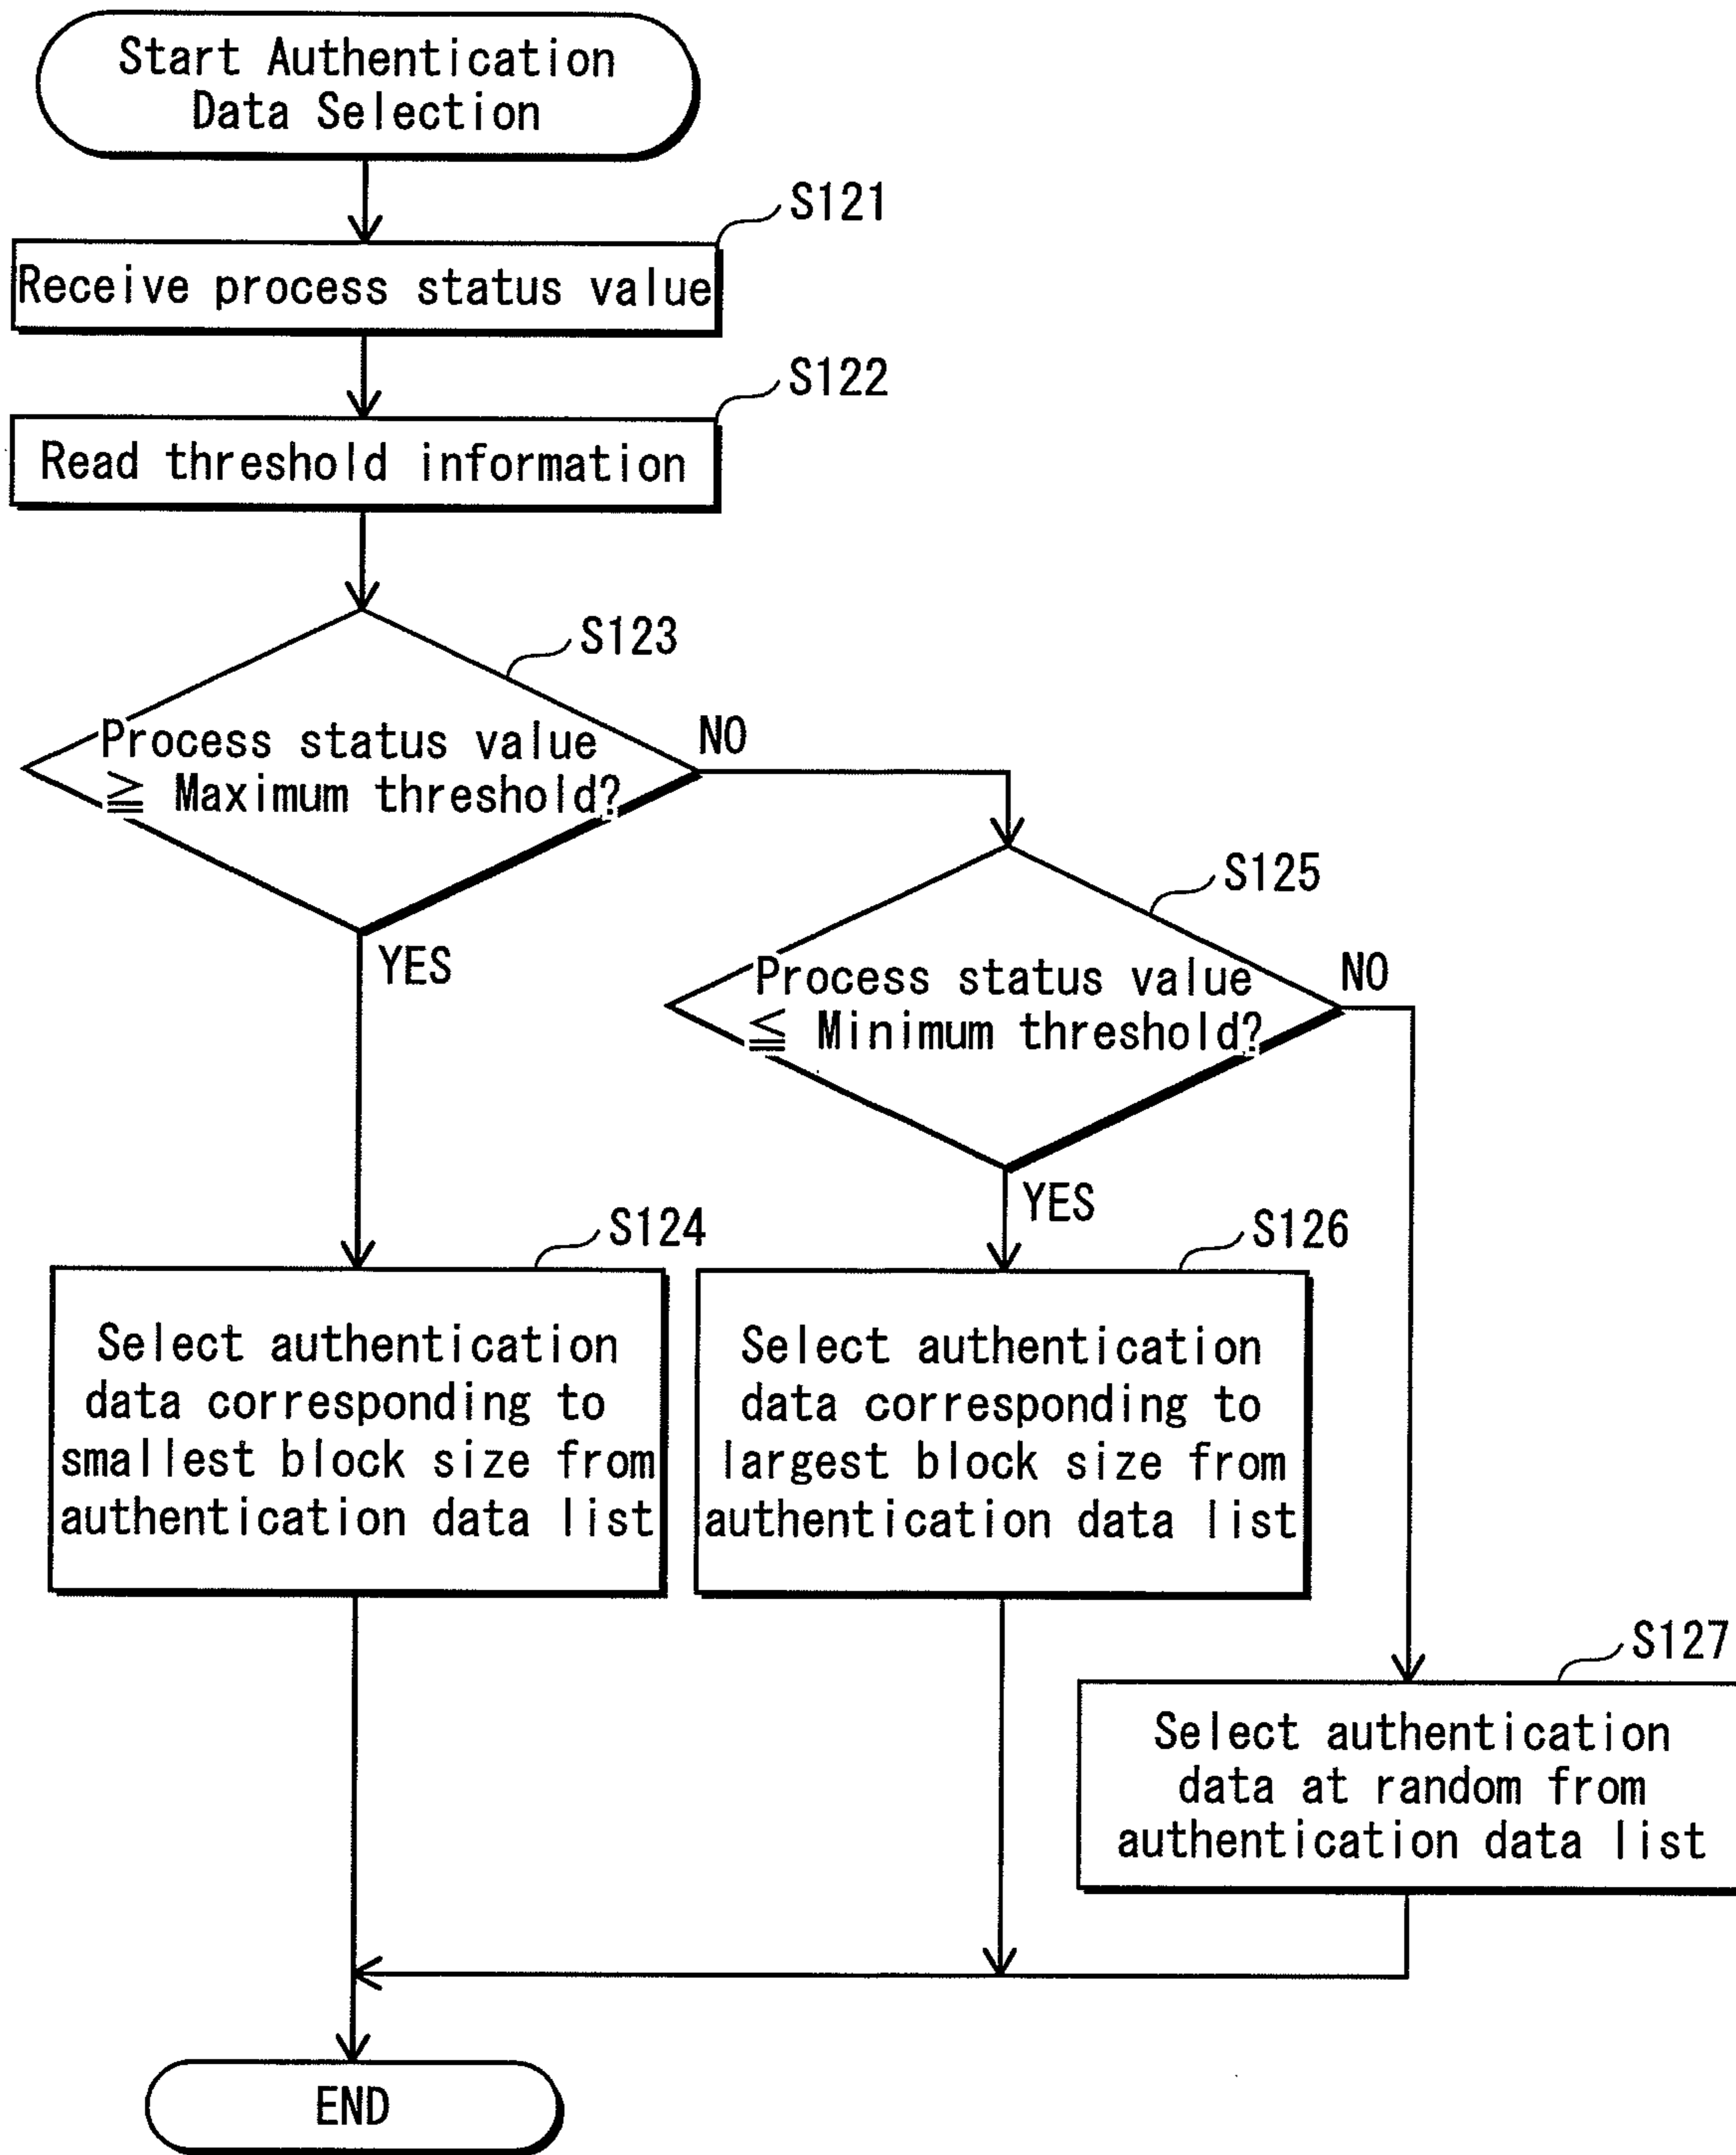 Start Authentication
Data Selection
S121
Receive process status value
S122
Read threshold information
S123
Process status value
≧ Maximum threshold?
NO
YES
S125
Process status value
≦ Minimum threshold?
NO
YES
S124
Select authentication
data corresponding to
smallest block size from
authentication data list
S126
Select authentication
data corresponding to
largest block size from
authentication data list
S127
Select authentication
data at random from
authentication data list
END